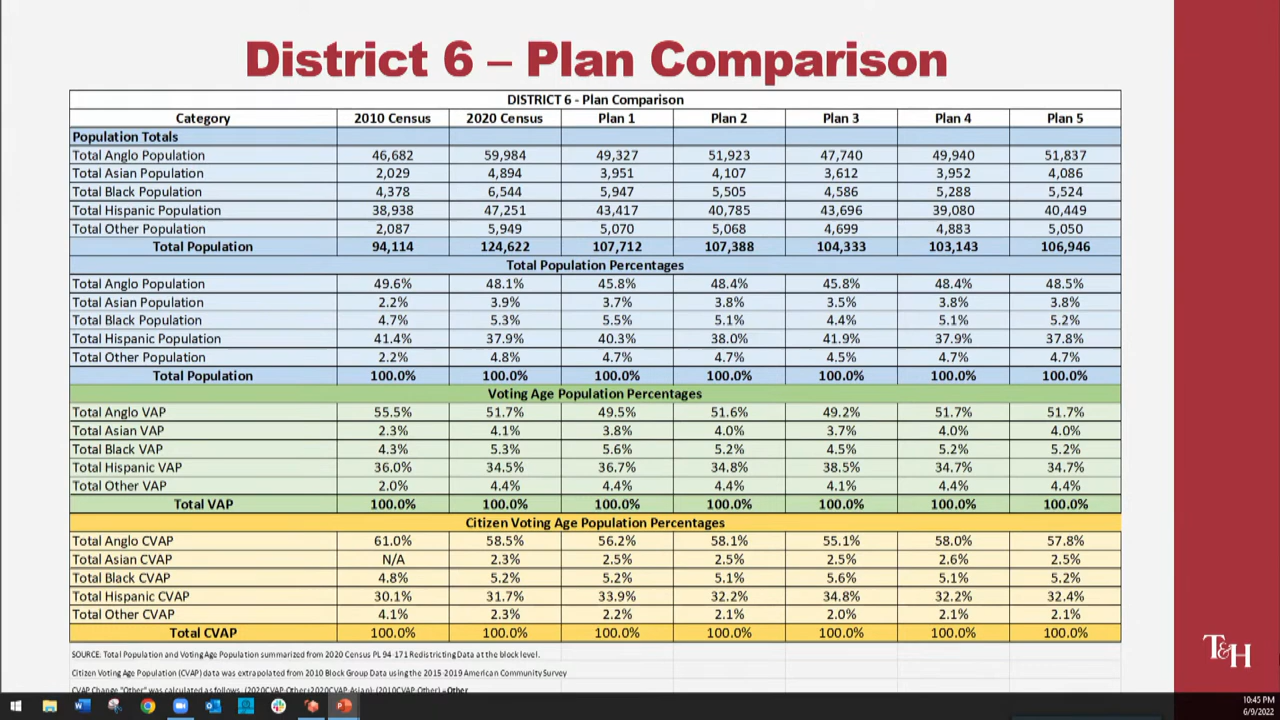 District 6 – Plan Comparison
DISTRICT 6 - Plan Comparison
Category 2010 Census 2020 Census Plan 1 Plan 2 Plan 3 Plan 4 Plan 5
Population Totals
Total Anglo Population 46,682 59,984 49,327 51,923 47,740 49,940 51,837
Total Asian Population 2,029 4,894 3,951 4,107 3,612 3,952 4,086
Total Black Population 4,378 6,544 5,947 5,505 4,586 5,288 5,524
Total Hispanic Population 38,938 47,251 43,417 40,785 43,696 39,080 40,449
Total Other Population 2,087 5,949 5,070 5,068 4,699 4,883 5,050
Total Population 94,114 124,622 107,712 107,388 104,333 103,143 106,946
Total Population Percentages
Total Anglo Population 49.6% 48.1% 45.8% 48.4% 45.8% 48.4% 48.5%
Total Asian Population 2.2% 3.9% 3.7% 3.8% 3.5% 3.8% 3.8%
Total Black Population 4.7% 5.3% 5.5% 5.1% 4.4% 5.1% 5.2%
Total Hispanic Population 41.4% 37.9% 40.3% 38.0% 41.9% 37.9% 37.8%
Total Other Population 2.2% 4.8% 4.7% 4.7% 4.5% 4.7% 4.7%
Total Population 100.0% 100.0% 100.0% 100.0% 100.0% 100.0% 100.0%
Voting Age Population Percentages
Total Anglo VAP 55.5% 51.7% 49.5% 51.6% 49.2% 51.7% 51.7%
Total Asian VAP 2.3% 4.1% 3.8% 4.0% 3.7% 4.0% 4.0%
Total Black VAP 4.3% 5.3% 5.6% 5.2% 4.5% 5.2% 5.2%
Total Hispanic VAP 36.0% 34.5% 36.7% 34.8% 38.5% 34.7% 34.7%
Total Other VAP 2.0% 4.4% 4.4% 4.4% 4.1% 4.4% 4.4%
Total VAP 100.0% 100.0% 100.0% 100.0% 100.0% 100.0% 100.0%
Citizen Voting Age Population Percentages
Total Anglo CVAP 61.0% 58.5% 56.2% 58.1% 55.1% 58.0% 57.8%
Total Asian CVAP N/A 2.3% 2.5% 2.5% 2.5% 2.6% 2.5%
Total Black CVAP 4.8% 5.2% 5.2% 5.1% 5.6% 5.1% 5.2%
Total Hispanic CVAP 30.1% 31.7% 33.9% 32.2% 34.8% 32.2% 32.4%
Total Other CVAP 4.1% 2.3% 2.2% 2.1% 2.0% 2.1% 2.1%
Total CVAP 100.0% 100.0% 100.0% 100.0% 100.0% 100.0% 100.0%
SOURCE: Total Population and Voting Age Population summarized from 2020 Census PL 94-171 Redistricting Data at the block level.
Citizen Voting Age Population (CVAP) data was extrapolated from 2010 Block Group Data using the 2015-2019 American Community Survey
CVAP Change "Other" was calculated as follows. (2020CVAP-Other+2020CVAP-Asian)-(2010CVAP-Other) = Other
T&H
10:45 PM
6/9/2022